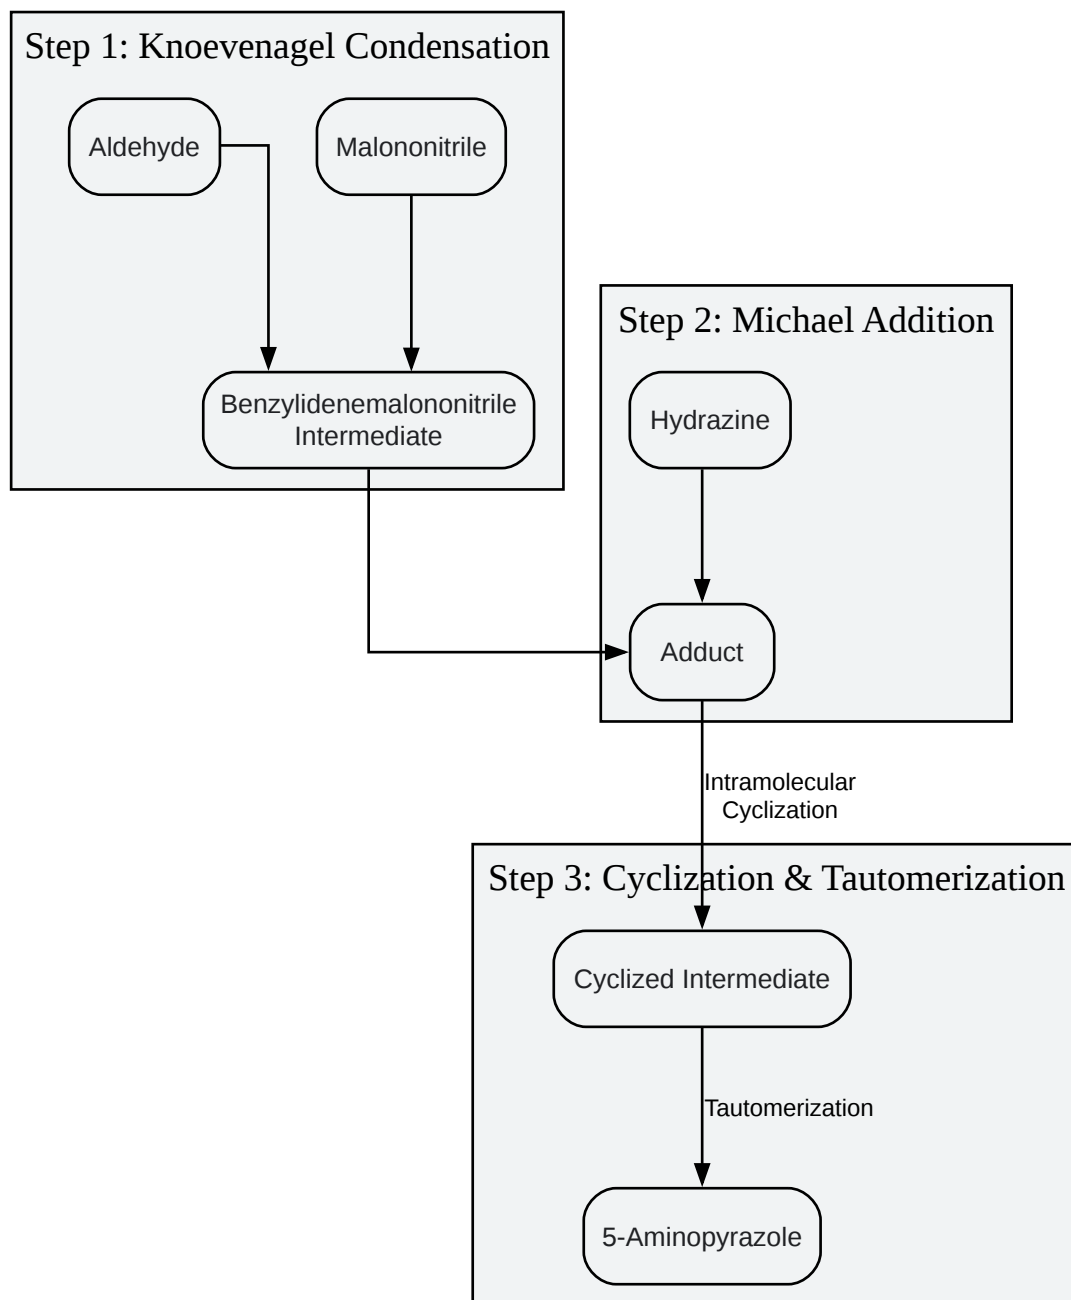 Step 1: Knoevenagel Condensation
Aldehyde
Malononitrile
Benzylidenemalononitrile
Intermediate
Step 2: Michael Addition
Hydrazine
Adduct
Intramolecular
Cyclization
Step 3: Cyclization & Tautomerization
Cyclized Intermediate
Tautomerization
5-Aminopyrazole